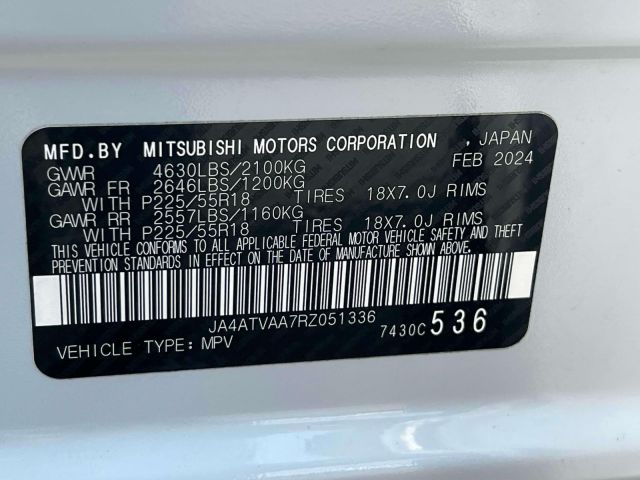 MFD.BY MITSUBISHI MOTORS CORPORATION , JAPAN
GVWR 4630LBS/2100KG FEB 2024
GAWR FR 2646LBS/1200KG
WITH P225/55R18 TIRES 18X7.0J RIMS
GAWR RR 2557LBS/1160KG
WITH P225/55R18 TIRES 18X7.0J RIMS
THIS VEHICLE CONFORMS TO ALL APPLICABLE FEDERAL MOTOR VEHICLE SAFETY AND THEFT
PREVENTION STANDARDS IN EFFECT ON THE DATE OF MANUFACTURE SHOWN ABOVE.
JA4ATVAA7RZ051336
7430C 536
VEHICLE TYPE: MPV